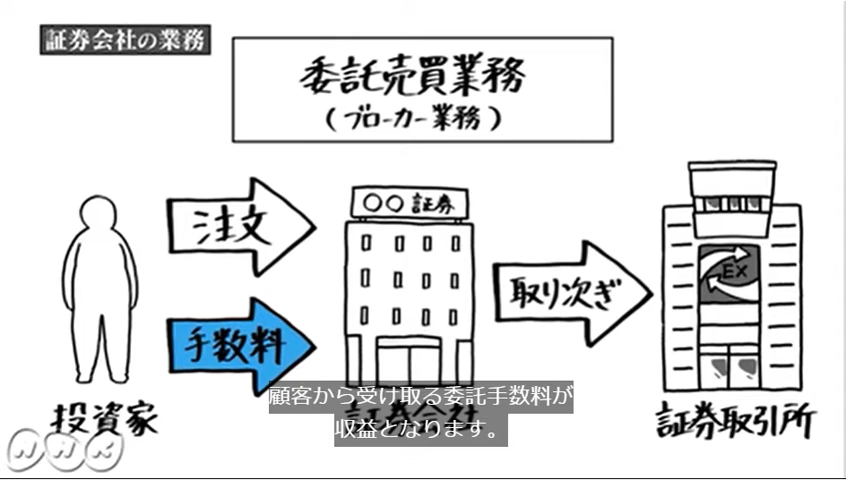 証券会社の業務
委託売買業務
(ブローカー業務)
注文
○○証券
取り次ぎ
EX
手数料
投資家
証券会社
証券取引所
顧客から受け取る委託手数料が
収益となります。
NHK